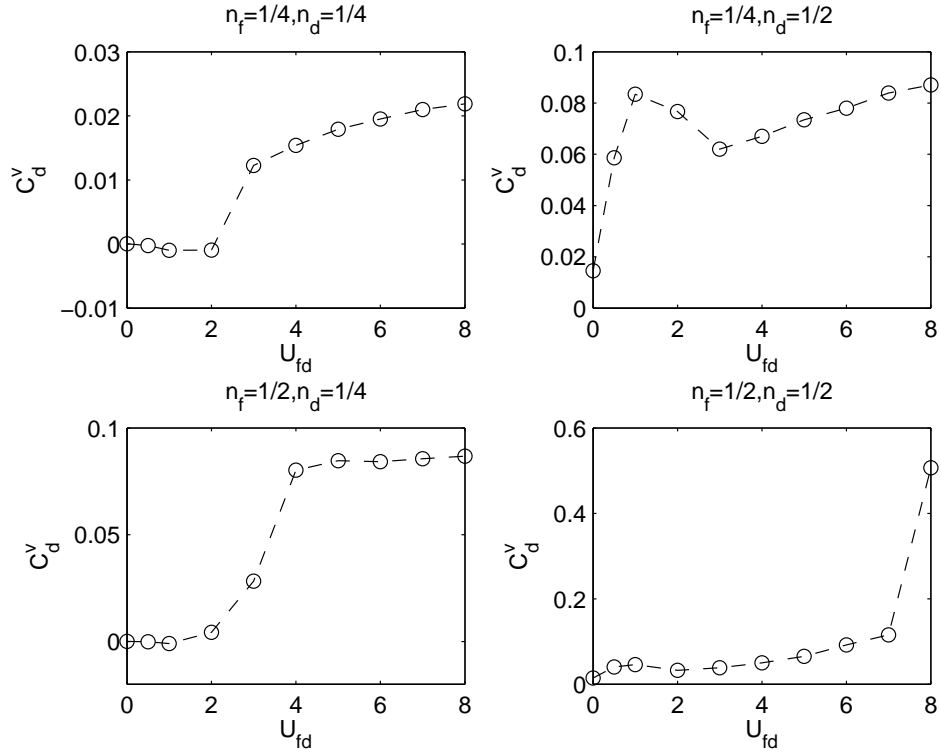 n_f=1/4,n_d=1/4
0.03
0.02
0.01
0
−0.01
C_d^v
0 2 4 6 8
U_fd
n_f=1/4,n_d=1/2
0.1
0.08
0.06
0.04
0.02
0
C_d^v
0 2 4 6 8
U_fd
n_f=1/2,n_d=1/4
0.1
0.05
0
C_d^v
0 2 4 6 8
U_fd
n_f=1/2,n_d=1/2
0.6
0.4
0.2
0
C_d^v
0 2 4 6 8
U_fd